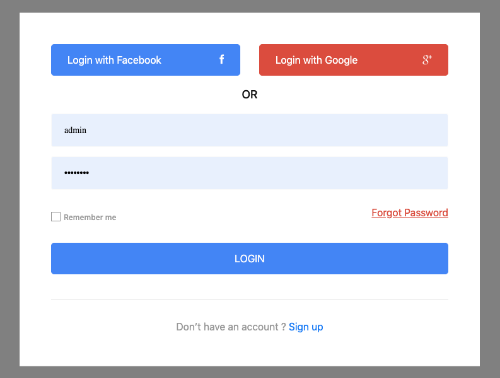 Login with Facebook f
Login with Google g+
OR
admin
••••••••
Remember me
Forgot Password
LOGIN
Don't have an account ? Sign up